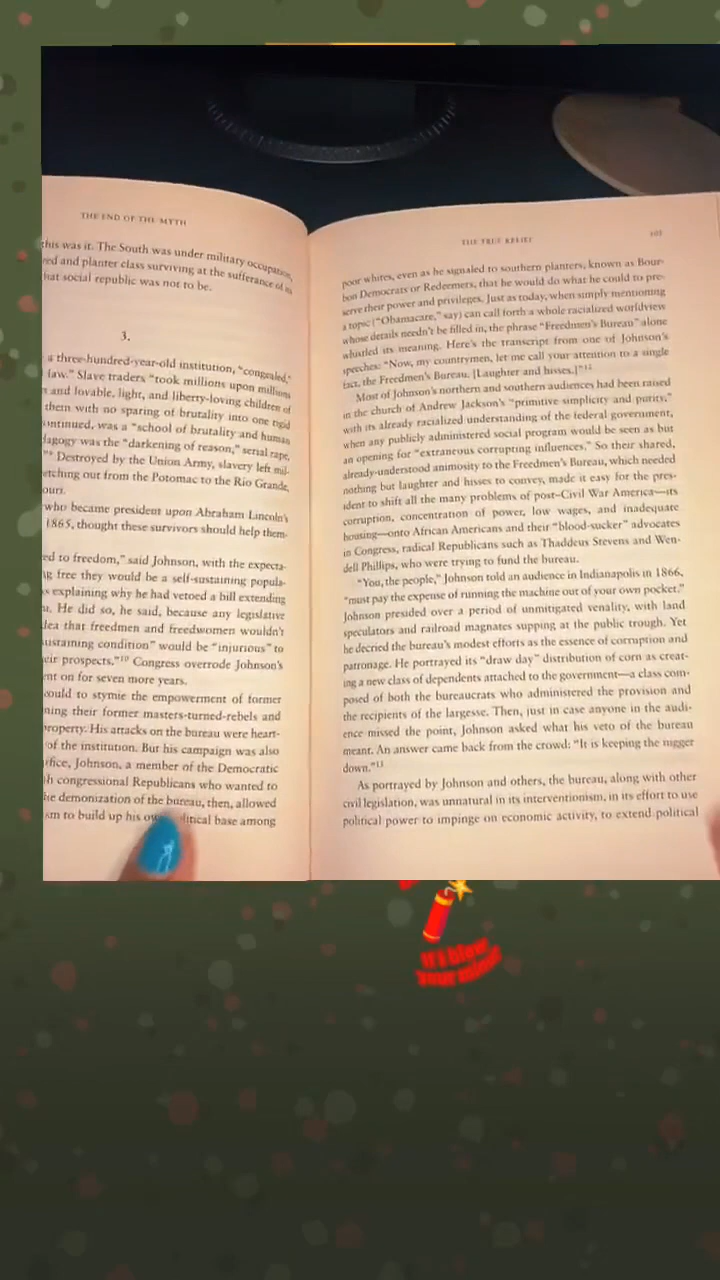 THE END OF THE MYTH
this was it. The South was under military occupation,
ed and planter class surviving at the sufferance of
hat social republic was not to be.
3.
a three-hundred-year-old institution, "congealed,"
law." Slave traders "took millions upon millions
and lovable, light, and liberty-loving children of
them with no sparing of brutality into one rigid
ontinued, was a "school of brutality and human
agogy was the "darkening of reason," serial rape,
Destroyed by the Union Army, slavery left mil-
etching out from the Potomac to the Rio Grande,
ouri.
who became president upon Abraham Lincoln's
1865, thought these survivors should help them-
ed to freedom," said Johnson, with the expecta-
g free they would be a self-sustaining popula-
s explaining why he had vetoed a bill extending
u. He did so, he said, because any legislative
dea that freedmen and freedwomen wouldn't
ustaining condition" would be "injurious" to
eir prospects."10 Congress overrode Johnson's
nt on for seven more years.
ould to stymie the empowerment of former
ning their former masters-turned-rebels and
property. His attacks on the bureau were heart-
of the institution. But his campaign was also
ffice, Johnson, a member of the Democratic
h congressional Republicans who wanted to
he demonization of the bureau, then, allowed
sm to build up his own political base among
THE TRUE RELIEF
poor whites, even as he signaled to southern planters, known as Bour-
bon Democrats or Redeemers, that he would do what he could to pre-
serve their power and privileges. Just as today, when simply mentioning
a topic ("Obamacare," say) can call forth a whole racialized worldview
whose details needn't be filled in, the phrase "Freedmen's Bureau" alone
whistled its meaning. Here's the transcript from one of Johnson's
speeches: "Now, my countrymen, let me call your attention to a single
fact, the Freedmen's Bureau. [Laughter and hisses.]"12
Most of Johnson's northern and southern audiences had been raised
in the church of Andrew Jackson's "primitive simplicity and purity,"
with its already racialized understanding of the federal government,
when any publicly administered social program would be seen as but
an opening for "extraneous corrupting influences." So their shared,
already-understood animosity to the Freedmen's Bureau, which needed
nothing but laughter and hisses to convey, made it easy for the pres-
ident to shift all the many problems of post–Civil War America—its
corruption, concentration of power, low wages, and inadequate
housing—onto African Americans and their "blood-sucker" advocates
in Congress, radical Republicans such as Thaddeus Stevens and Wen-
dell Phillips, who were trying to fund the bureau.
"You, the people," Johnson told an audience in Indianapolis in 1866,
"must pay the expense of running the machine out of your own pocket."
Johnson presided over a period of unmitigated venality, with land
speculators and railroad magnates supping at the public trough. Yet
he decried the bureau's modest efforts as the essence of corruption and
patronage. He portrayed its "draw day" distribution of corn as creat-
ing a new class of dependents attached to the government—a class com-
posed of both the bureaucrats who administered the provision and
the recipients of the largesse. Then, just in case anyone in the audi-
ence missed the point, Johnson asked what his veto of the bureau
meant. An answer came back from the crowd: "It is keeping the nigger
down."13
As portrayed by Johnson and others, the bureau, along with other
civil legislation, was unnatural in its interventionism, in its effort to use
political power to impinge on economic activity, to extend political
It'll blow
your mind